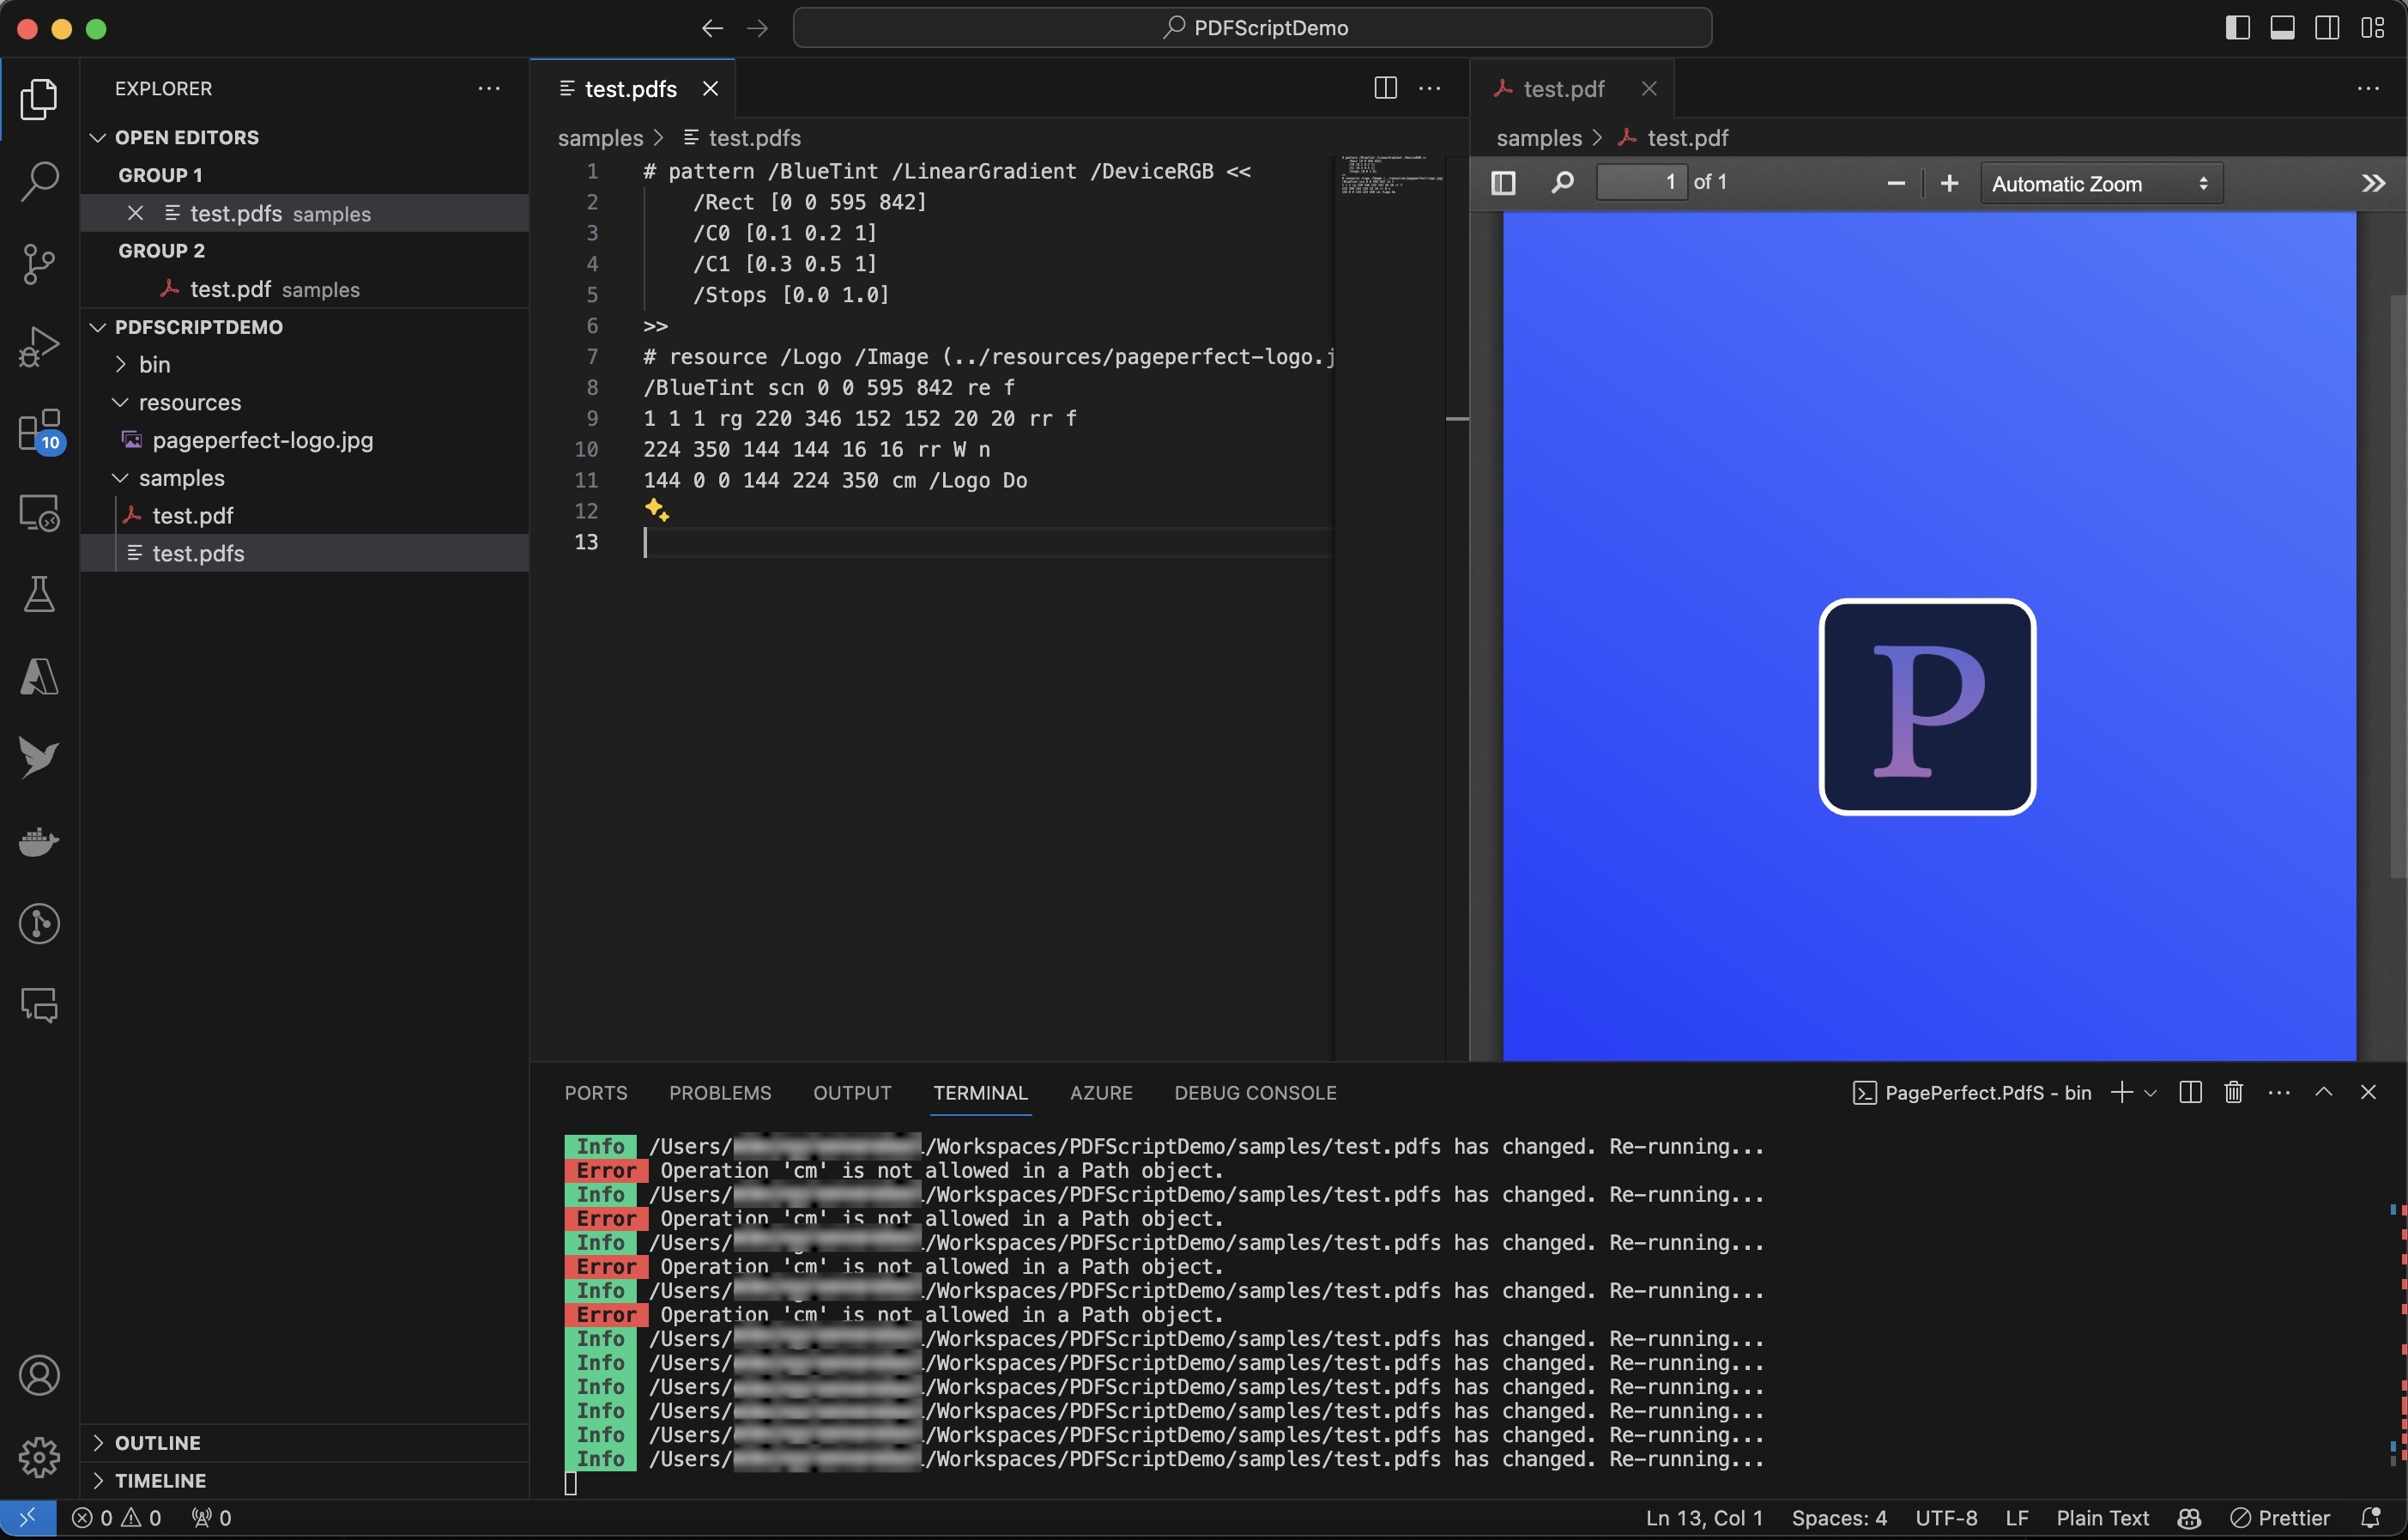 PDFScriptDemo
EXPLORER
OPEN EDITORS
GROUP 1
test.pdfs samples
GROUP 2
test.pdf samples
PDFSCRIPTDEMO
bin
resources
pageperfect-logo.jpg
samples
test.pdf
test.pdfs
OUTLINE
TIMELINE
10
test.pdfs
samples > test.pdfs
1 # pattern /BlueTint /LinearGradient /DeviceRGB <<
2 /Rect [0 0 595 842]
3 /C0 [0.1 0.2 1]
4 /C1 [0.3 0.5 1]
5 /Stops [0.0 1.0]
6 >>
7 # resource /Logo /Image (../resources/pageperfect-logo.j
8 /BlueTint scn 0 0 595 842 re f
9 1 1 1 rg 220 346 152 152 20 20 rr f
10 224 350 144 144 16 16 rr W n
11 144 0 0 144 224 350 cm /Logo Do
12
13
test.pdf
samples > test.pdf
1 of 1 Automatic Zoom
P
PORTS PROBLEMS OUTPUT TERMINAL AZURE DEBUG CONSOLE PagePerfect.PdfS - bin
Info /Users/ /Workspaces/PDFScriptDemo/samples/test.pdfs has changed. Re-running...
Error Operation 'cm' is not allowed in a Path object.
Info /Users/ /Workspaces/PDFScriptDemo/samples/test.pdfs has changed. Re-running...
Error Operation 'cm' is not allowed in a Path object.
Info /Users/ /Workspaces/PDFScriptDemo/samples/test.pdfs has changed. Re-running...
Error Operation 'cm' is not allowed in a Path object.
Info /Users/ /Workspaces/PDFScriptDemo/samples/test.pdfs has changed. Re-running...
Error Operation 'cm' is not allowed in a Path object.
Info /Users/ /Workspaces/PDFScriptDemo/samples/test.pdfs has changed. Re-running...
Info /Users/ /Workspaces/PDFScriptDemo/samples/test.pdfs has changed. Re-running...
Info /Users/ /Workspaces/PDFScriptDemo/samples/test.pdfs has changed. Re-running...
Info /Users/ /Workspaces/PDFScriptDemo/samples/test.pdfs has changed. Re-running...
Info /Users/ /Workspaces/PDFScriptDemo/samples/test.pdfs has changed. Re-running...
Info /Users/ /Workspaces/PDFScriptDemo/samples/test.pdfs has changed. Re-running...
0 0 0 Ln 13, Col 1 Spaces: 4 UTF-8 LF Plain Text Prettier